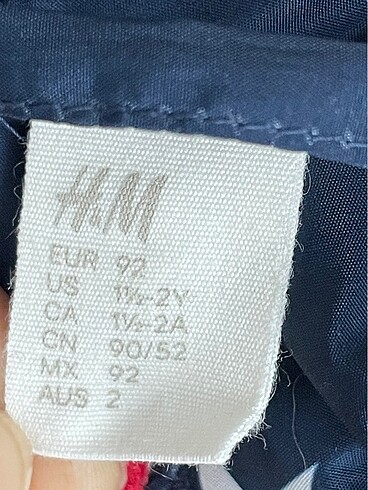 H&M
EUR 92
US 1½-2Y
CA 1½-2A
CN 90/52
MX 92
AUS 2